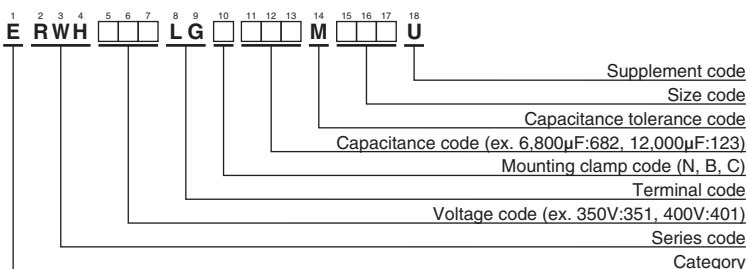 1 2 3 4 5 6 7 8 9 10 11 12 13 14 15 16 17 18
E R W H □ □ □ L G □ □ □ □ M □ □ □ U
Supplement code
Size code
Capacitance tolerance code
Capacitance code (ex. 6,800µF:682, 12,000µF:123)
Mounting clamp code (N, B, C)
Terminal code
Voltage code (ex. 350V:351, 400V:401)
Series code
Category